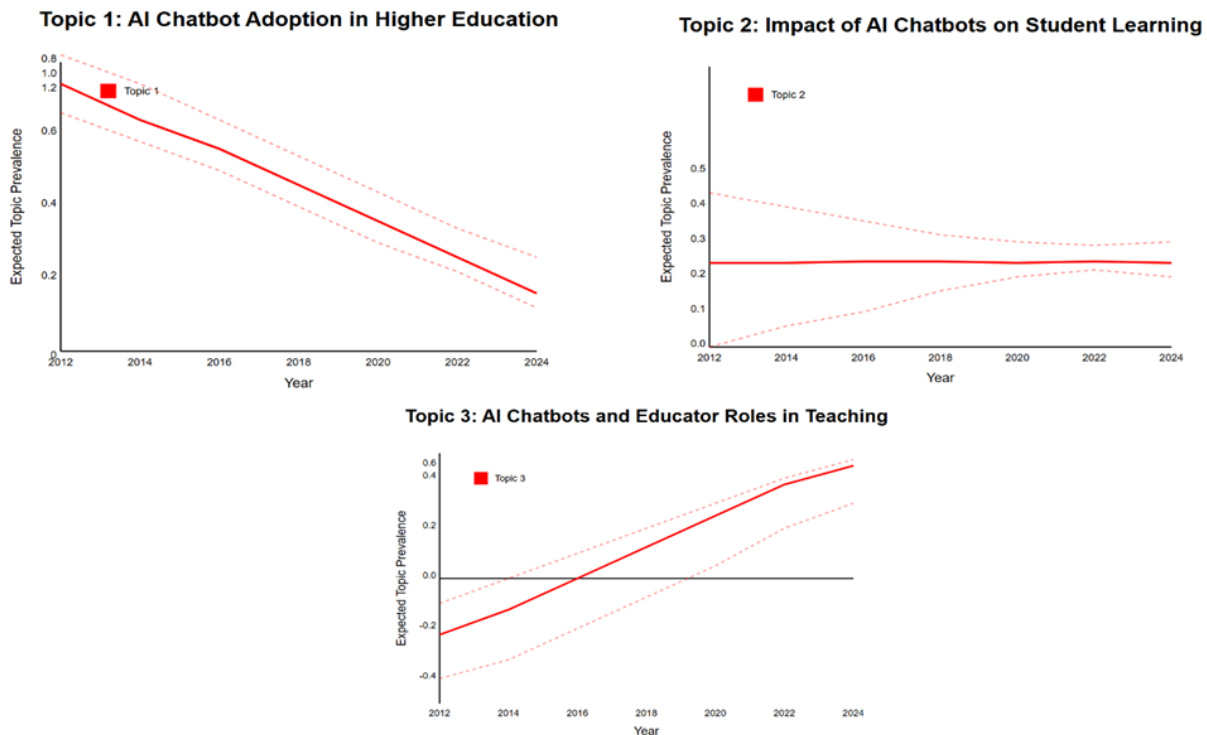 Topic 1: AI Chatbot Adoption in Higher Education
0.8
1.0
1.2
0.6
0.4
0.2
0
Expected Topic Prevalence
Topic 1
2012 2014 2016 2018 2020 2022 2024
Year
Topic 2: Impact of AI Chatbots on Student Learning
Topic 2
0.5
0.4
0.3
0.2
0.1
0.0
Expected Topic Prevalence
2012 2014 2016 2018 2020 2022 2024
Year
Topic 3: AI Chatbots and Educator Roles in Teaching
0.6
0.4
0.2
0.0
-0.2
-0.4
Expected Topic Prevalence
Topic 3
2012 2014 2016 2018 2020 2022 2024
Year